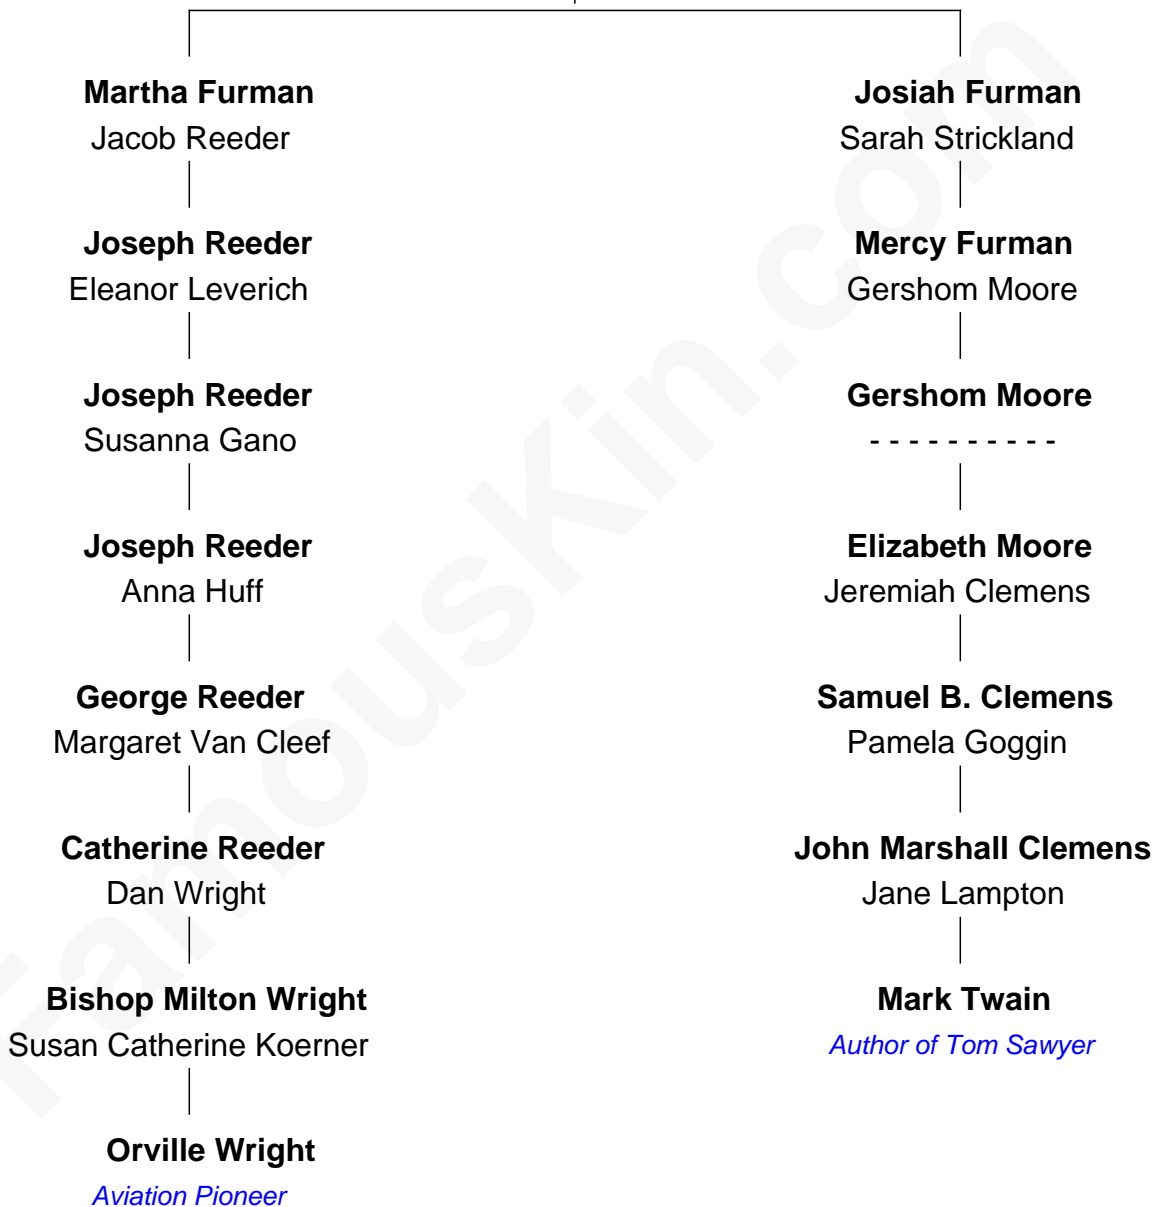 Martha Furman
Jacob Reeder
Joseph Reeder
Eleanor Leverich
Joseph Reeder
Susanna Gano
Joseph Reeder
Anna Huff
George Reeder
Margaret Van Cleef
Catherine Reeder
Dan Wright
Bishop Milton Wright
Susan Catherine Koerner
Orville Wright
Aviation Pioneer
Josiah Furman
Sarah Strickland
Mercy Furman
Gershom Moore
Gershom Moore
- - - - - - - - - -
Elizabeth Moore
Jeremiah Clemens
Samuel B. Clemens
Pamela Goggin
John Marshall Clemens
Jane Lampton
Mark Twain
Author of Tom Sawyer
FamousKin.com